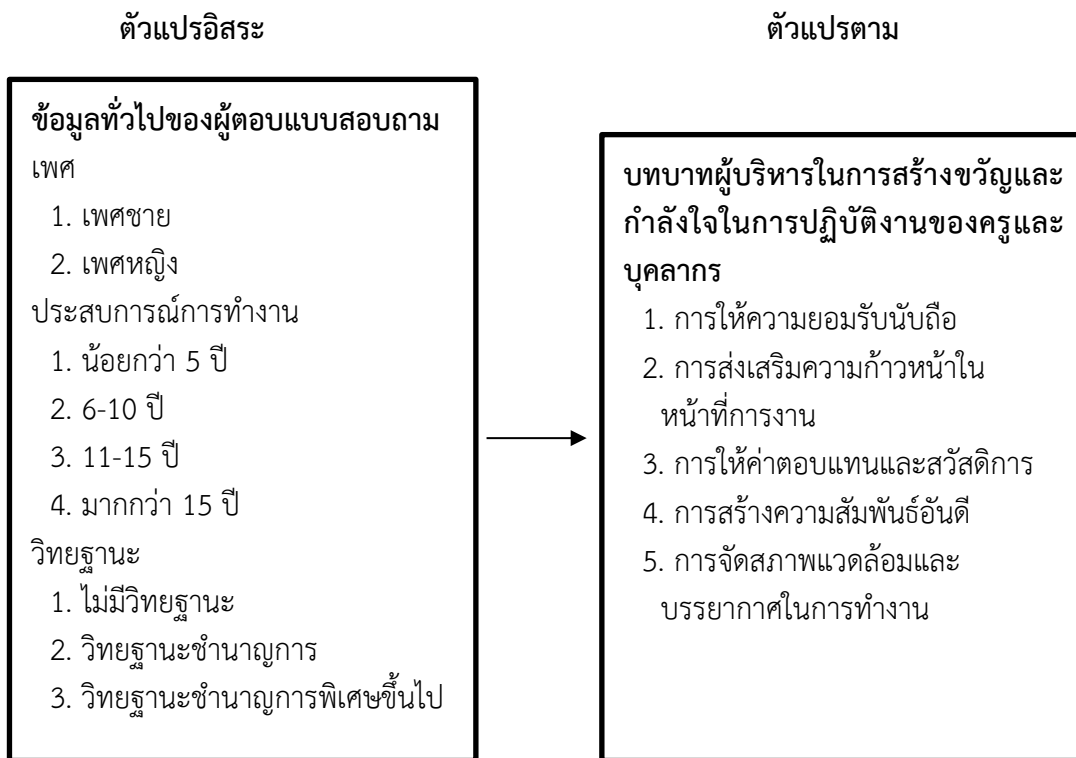 ตัวแปรอิสระ
ตัวแปรตาม
ข้อมูลทั่วไปของผู้ตอบแบบสอบถาม
เพศ
1. เพศชาย
2. เพศหญิง
ประสบการณ์การทำงาน
1. น้อยกว่า 5 ปี
2. 6-10 ปี
3. 11-15 ปี
4. มากกว่า 15 ปี
วิทยฐานะ
1. ไม่มีวิทยฐานะ
2. วิทยฐานะชำนาญการ
3. วิทยฐานะชำนาญการพิเศษขึ้นไป
บทบาทผู้บริหารในการสร้างขวัญและ
กำลังใจในการปฏิบัติงานของครูและ
บุคลากร
1. การให้ความยอมรับนับถือ
2. การส่งเสริมความก้าวหน้าใน
หน้าที่การงาน
3. การให้ค่าตอบแทนและสวัสดิการ
4. การสร้างความสัมพันธ์อันดี
5. การจัดสภาพแวดล้อมและ
บรรยากาศในการทำงาน